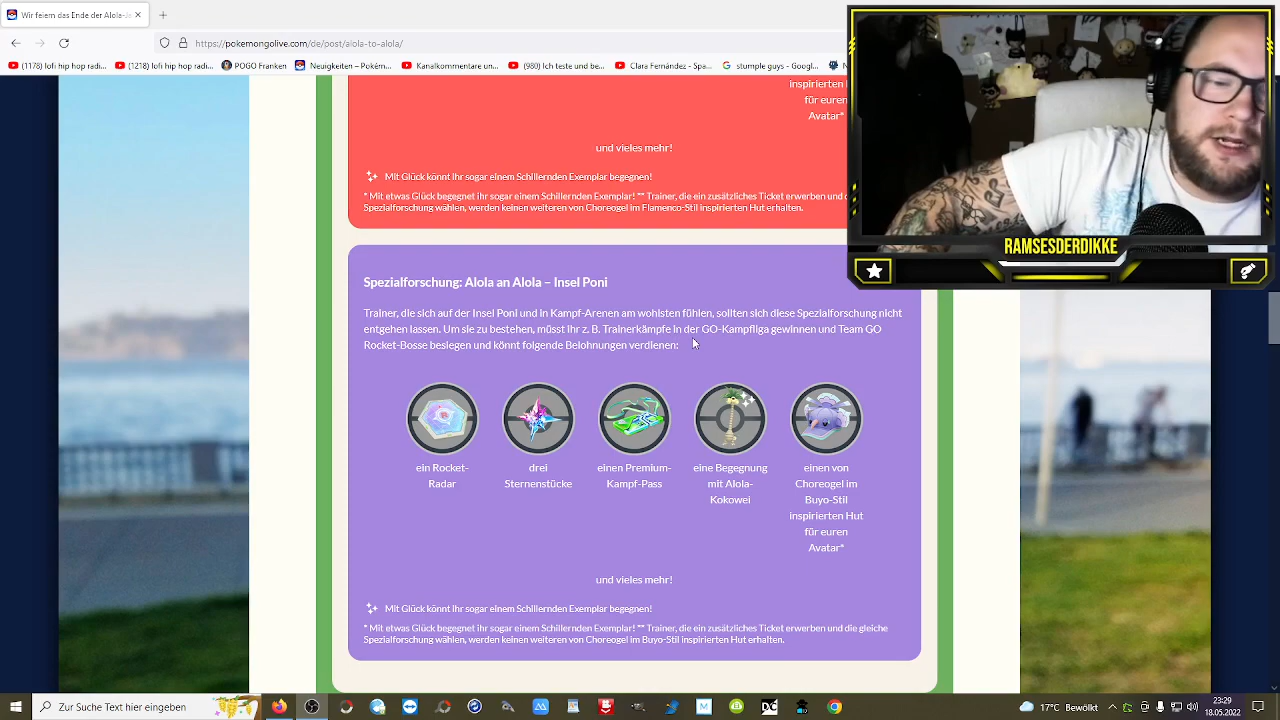 Wir feiern das Ende der Alola-
https://pokemongolive.com/de/post/alola-to-alola/
(1178) lofi hip hop radi...
(1238) lofi hip hop radi...
POGO Franken
Neuigkeiten – Pokém...
Kanalkommentare un...
(980) Ich teste und be...
Clara Fernández - Spa...
stumple guys - Googl...
N
inspirierten Hut
für euren
Avatar*
und vieles mehr!
Mit Glück könnt ihr sogar einem Schillernden Exemplar begegnen!
* Mit etwas Glück begegnet ihr sogar einem Schillernden Exemplar! ** Trainer, die ein zusätzliches Ticket erwerben und d
Spezialforschung wählen, werden keinen weiteren von Choreogel im Flamenco-Stil inspirierten Hut erhalten.
RAMSESDERDIKKE
Spezialforschung: Alola an Alola – Insel Poni
Trainer, die sich auf der Insel Poni und in Kampf-Arenen am wohlsten fühlen, sollten sich diese Spezialforschung nicht
entgehen lassen. Um sie zu bestehen, müsst ihr z. B. Trainerkämpfe in der GO-Kampfliga gewinnen und Team GO
Rocket-Bosse besiegen und könnt folgende Belohnungen verdienen:
ein Rocket-
Radar
drei
Sternenstücke
einen Premium-
Kampf-Pass
eine Begegnung
mit Alola-
Kokowei
einen von
Choreogel im
Buyo-Stil
inspirierten Hut
für euren
Avatar*
und vieles mehr!
Mit Glück könnt ihr sogar einem Schillernden Exemplar begegnen!
* Mit etwas Glück begegnet ihr sogar einem Schillernden Exemplar! ** Trainer, die ein zusätzliches Ticket erwerben und die gleiche
Spezialforschung wählen, werden keinen weiteren von Choreogel im Buyo-Stil inspirierten Hut erhalten.
Zur Suche Text hier eingeben
23:29
18.05.2022